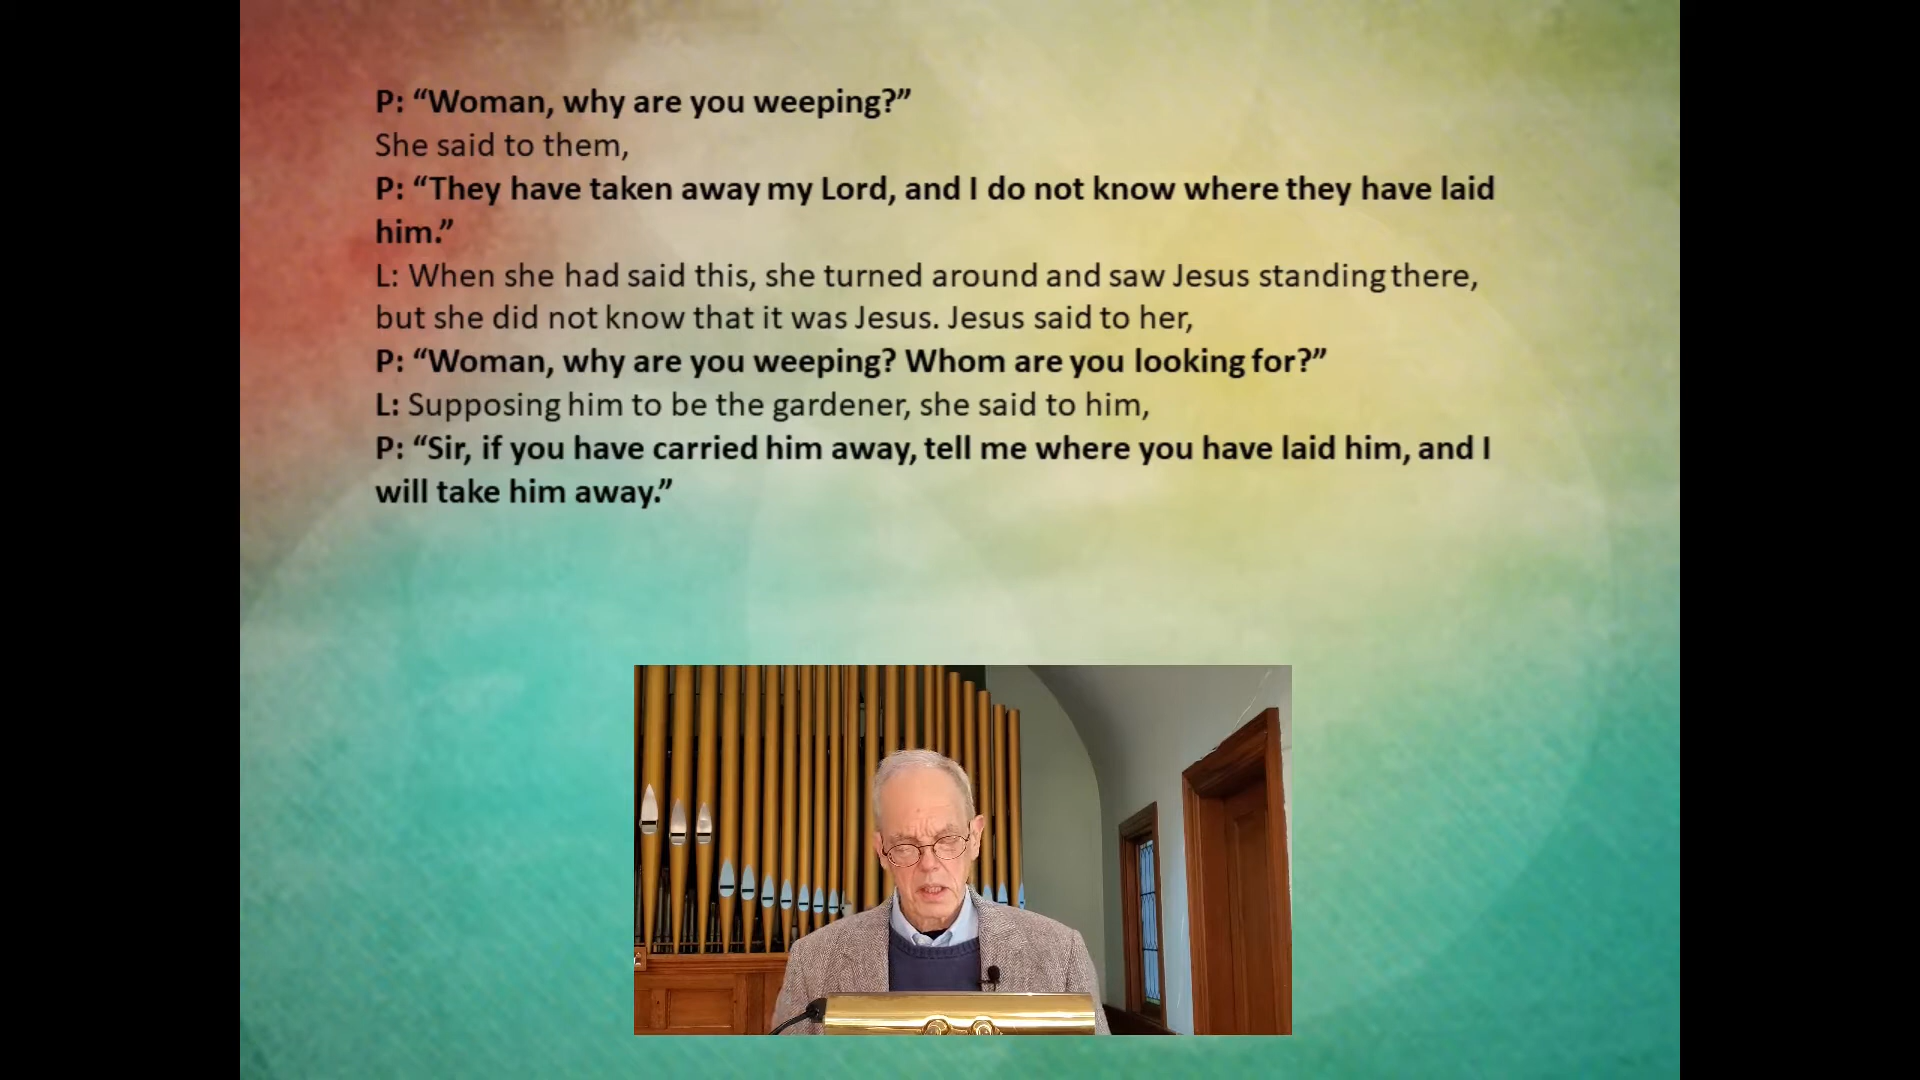 P: “Woman, why are you weeping?”
She said to them,
P: “They have taken away my Lord, and I do not know where they have laid
him.”
L: When she had said this, she turned around and saw Jesus standing there,
but she did not know that it was Jesus. Jesus said to her,
P: “Woman, why are you weeping? Whom are you looking for?”
L: Supposing him to be the gardener, she said to him,
P: “Sir, if you have carried him away, tell me where you have laid him, and I
will take him away.”